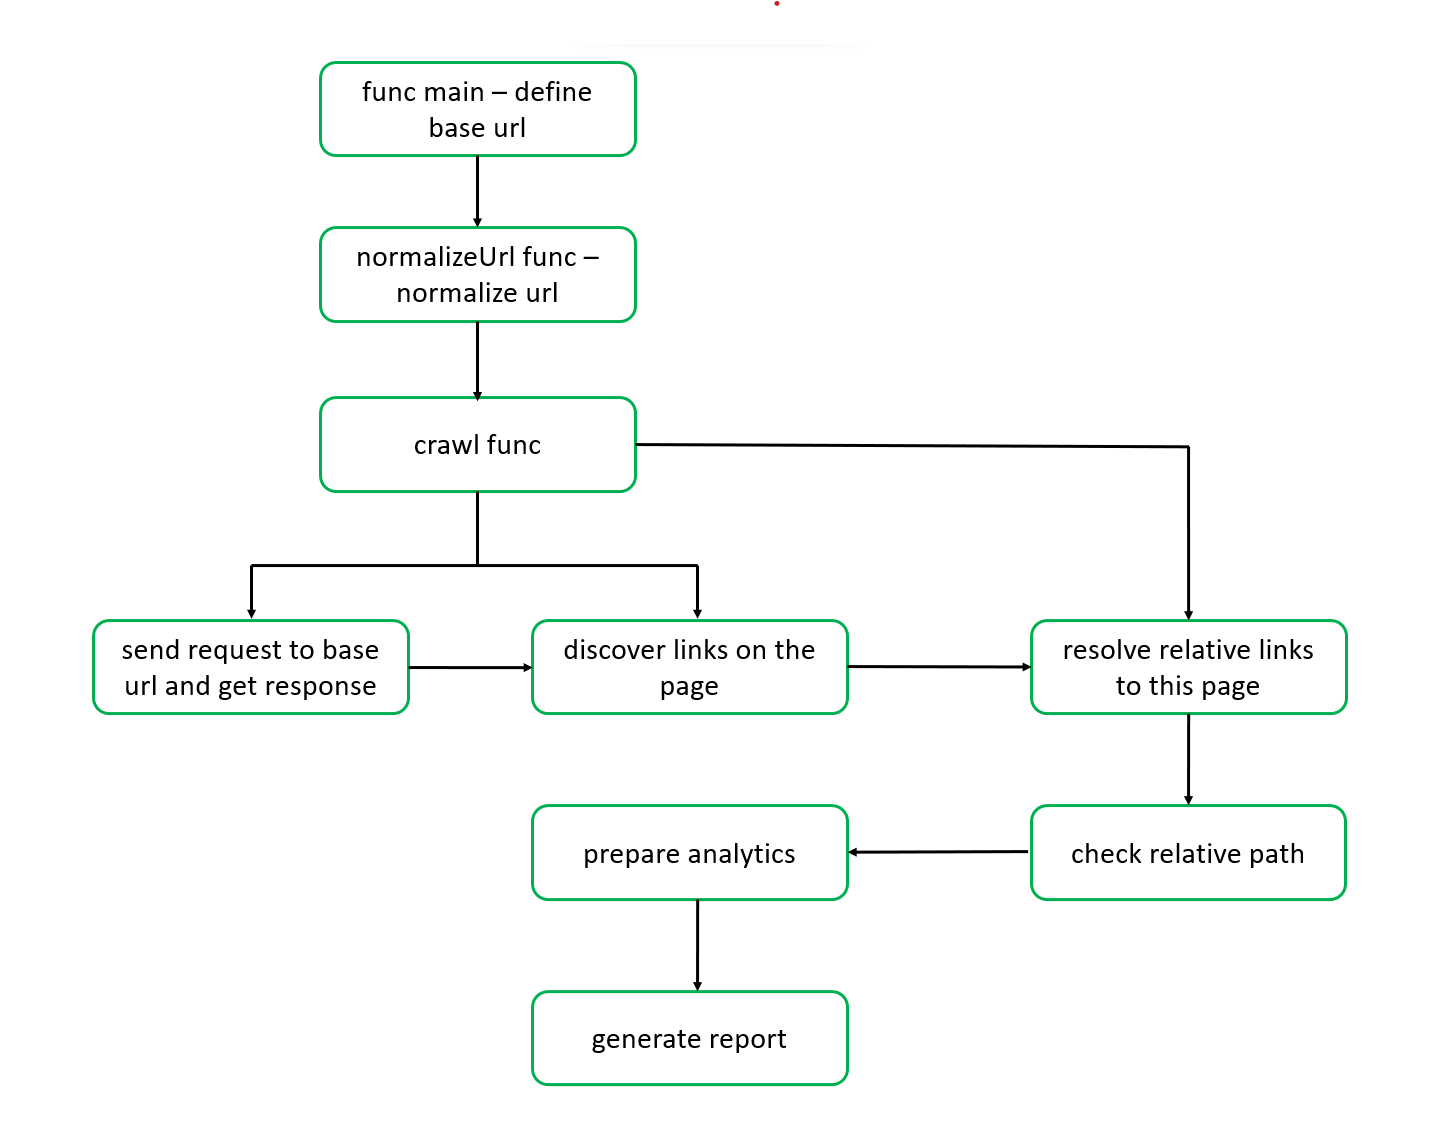 func main – define
base url
normalizeUrl func –
normalize url
crawl func
send request to base
url and get response
discover links on the
page
resolve relative links
to this page
prepare analytics
check relative path
generate report